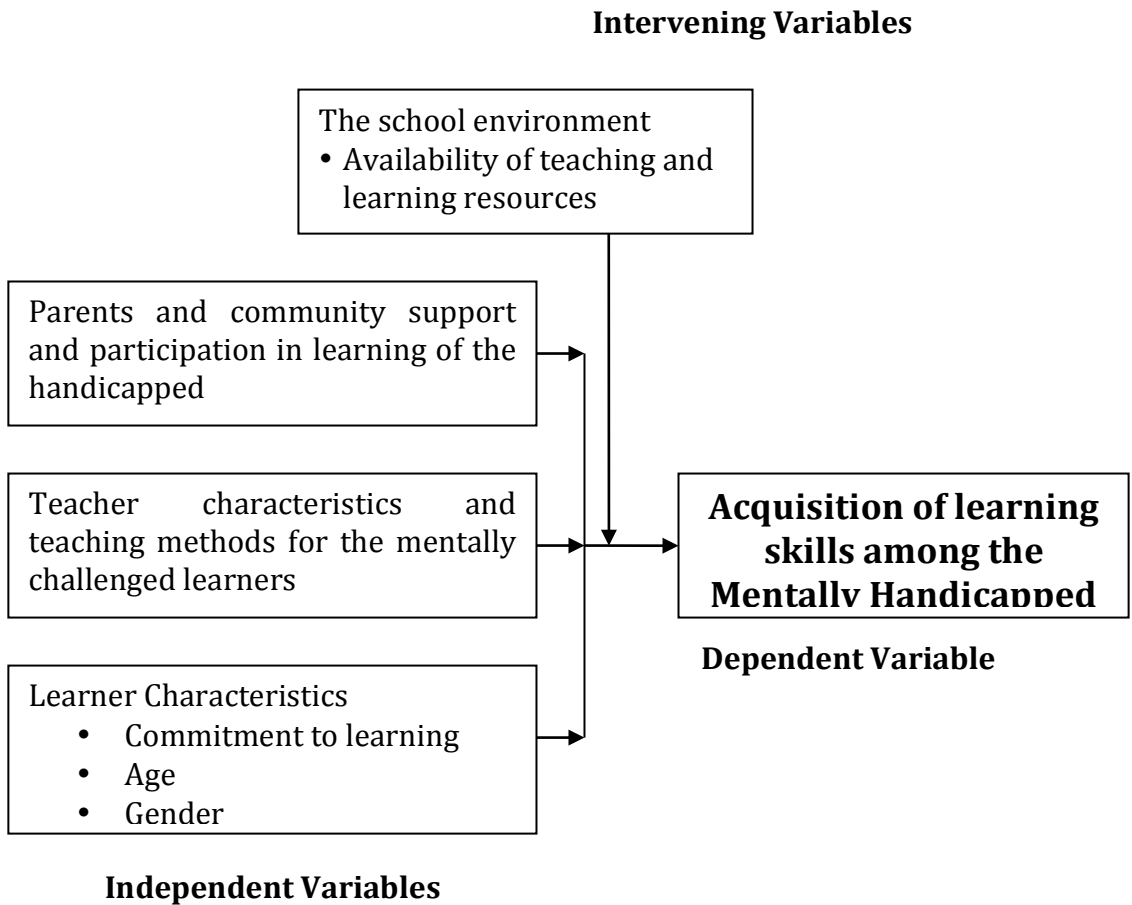 Intervening Variables
The school environment
• Availability of teaching and
learning resources
Parents and community support
and participation in learning of the
handicapped
Teacher characteristics and
teaching methods for the mentally
challenged learners
Acquisition of learning
skills among the
Mentally Handicapped
Dependent Variable
Learner Characteristics
• Commitment to learning
• Age
• Gender
Independent Variables